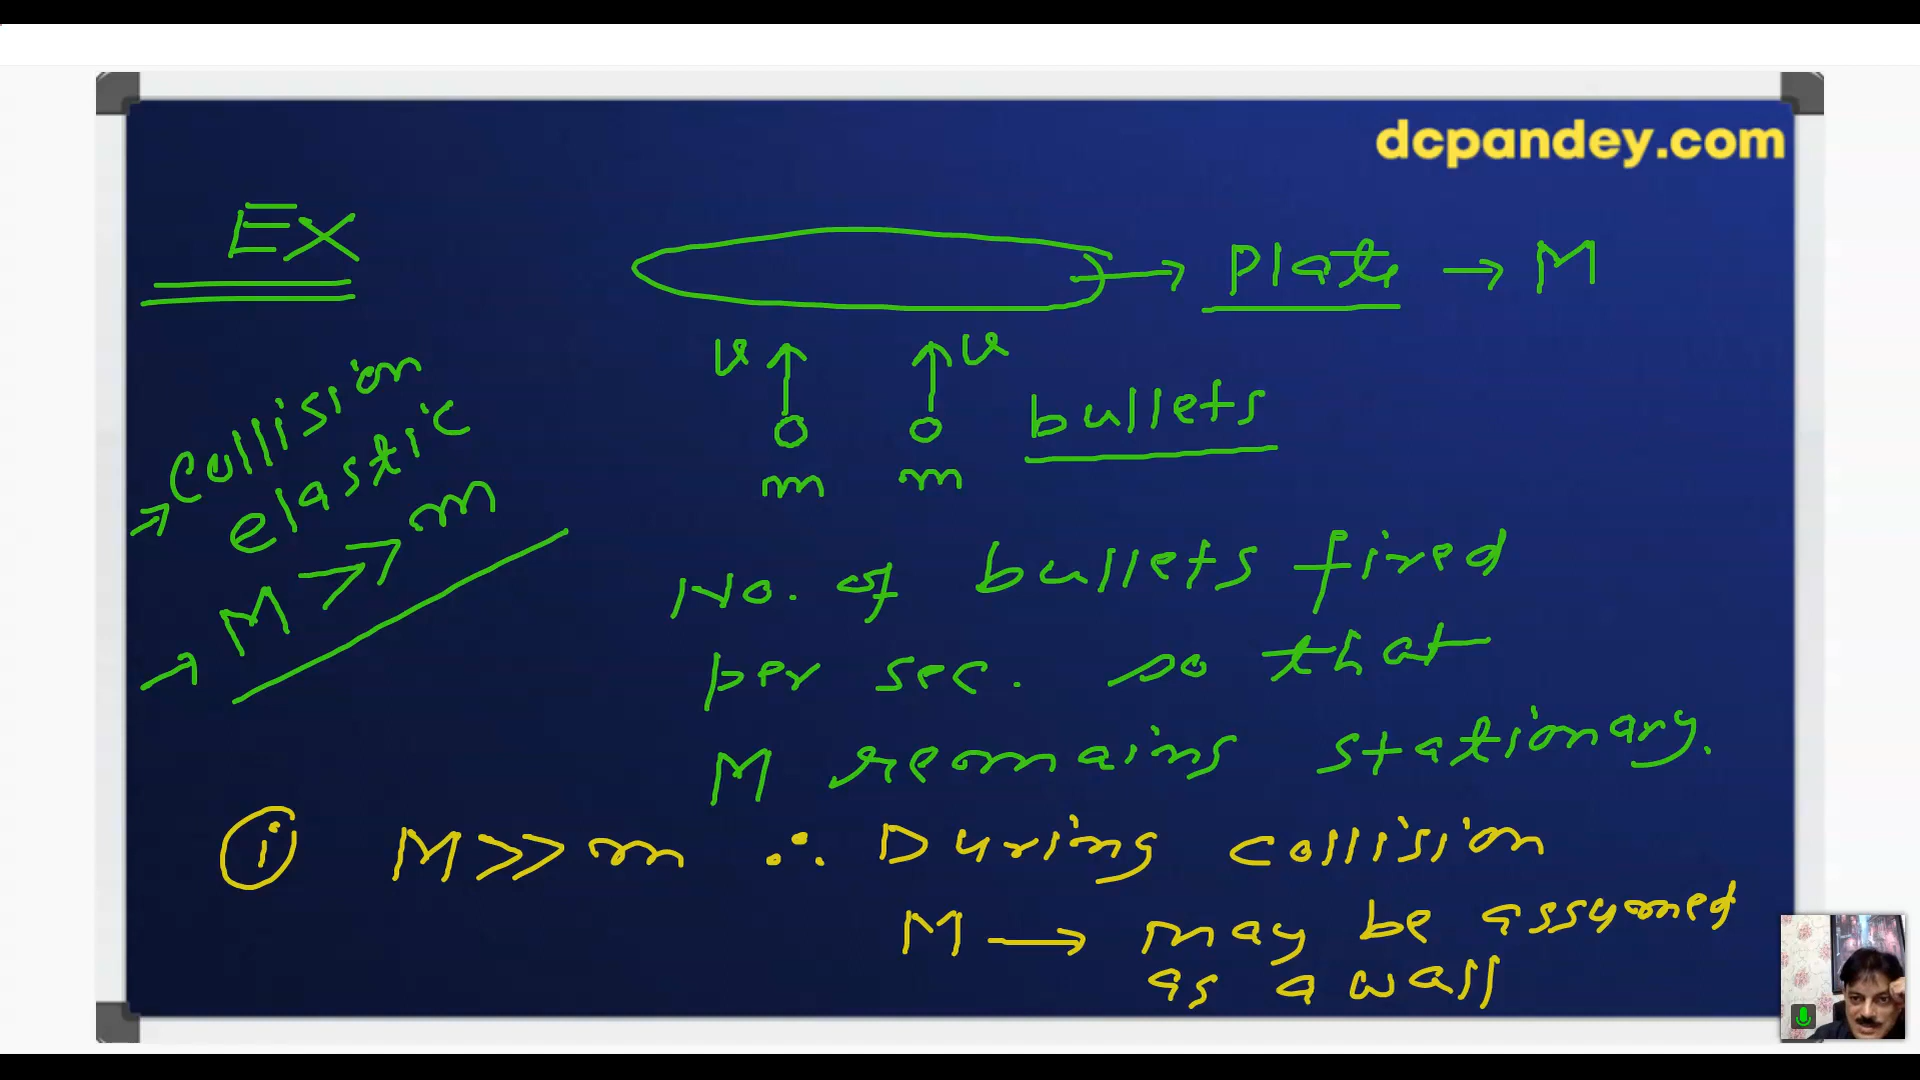 dcpandey.com
Ex
Plate → M
v v
bullets
m m
→ Collision
elastic
→ M >> m
No. of bullets fired
per sec. so that
M remains stationary.
(i) M >> m ∴ During collision
M → may be assumed
as a wall